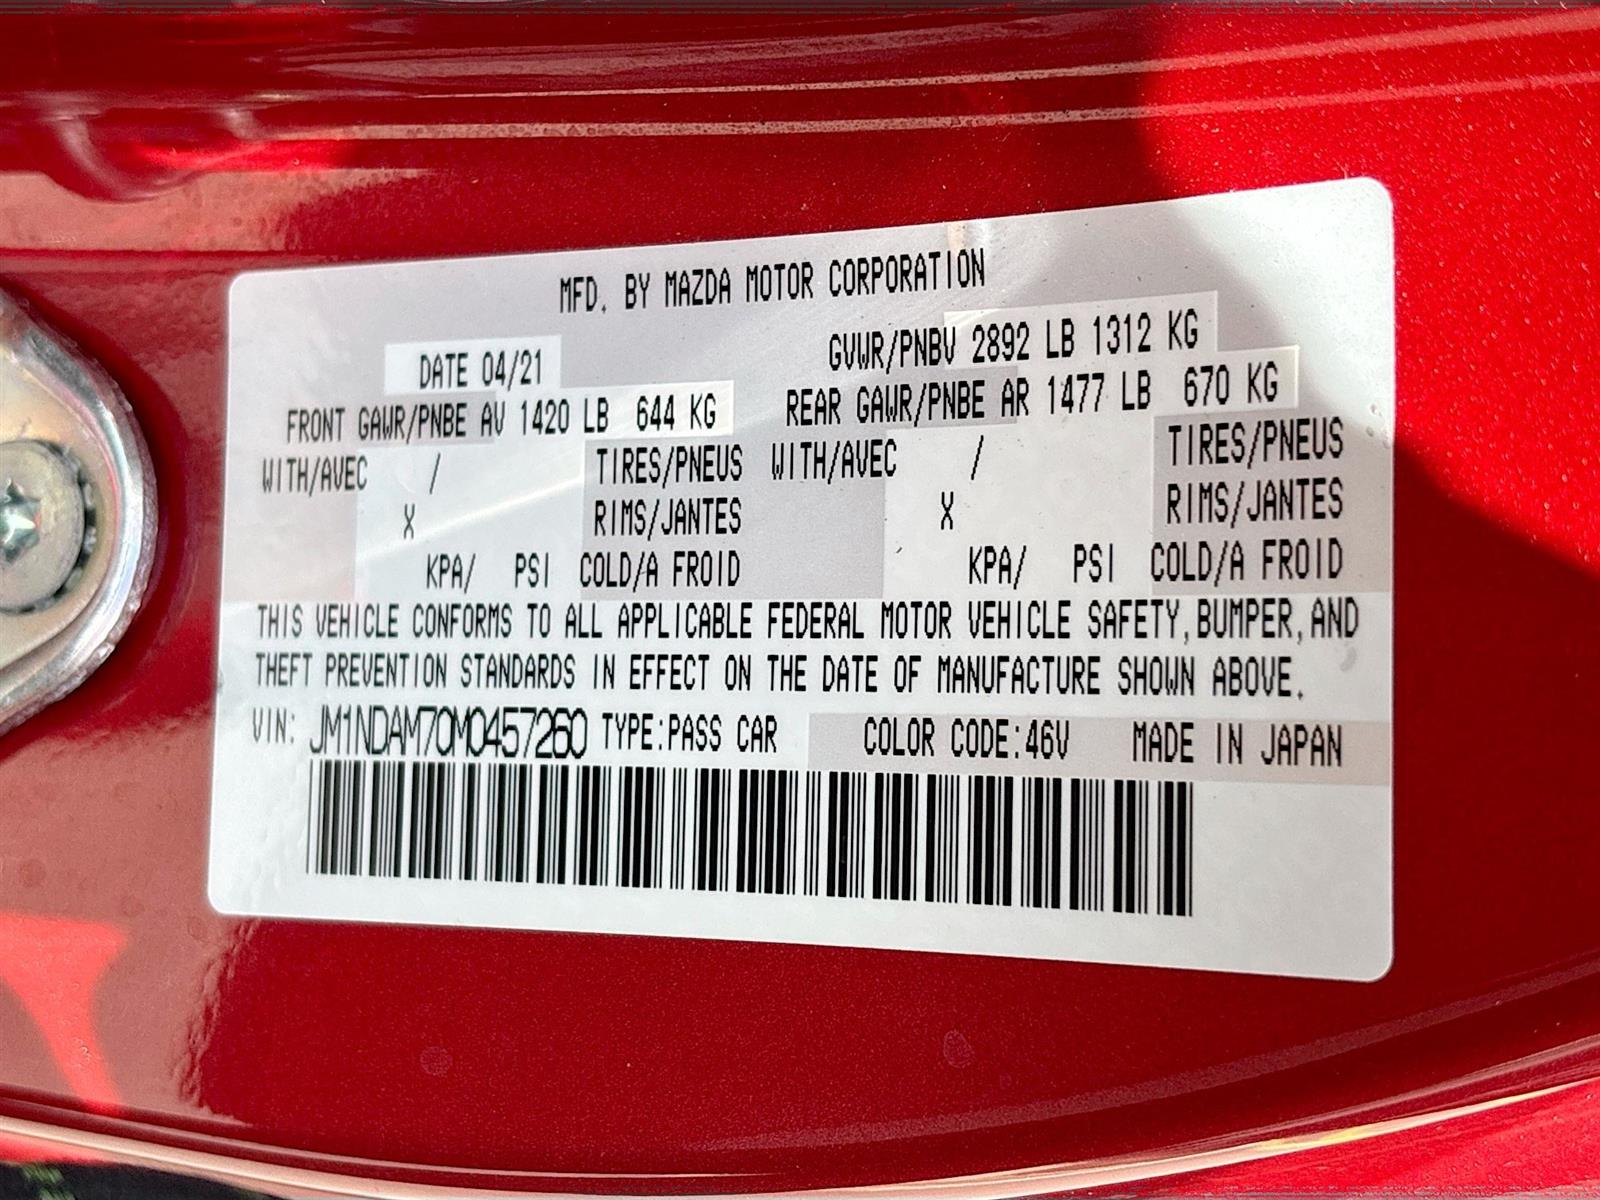 MFD. BY MAZDA MOTOR CORPORATION
DATE 04/21 GVWR/PNBV 2892 LB 1312 KG
FRONT GAWR/PNBE AV 1420 LB 644 KG REAR GAWR/PNBE AR 1477 LB 670 KG
WITH/AVEC / TIRES/PNEUS WITH/AVEC / TIRES/PNEUS
X RIMS/JANTES X RIMS/JANTES
KPA/ PSI COLD/A FROID KPA/ PSI COLD/A FROID
THIS VEHICLE CONFORMS TO ALL APPLICABLE FEDERAL MOTOR VEHICLE SAFETY, BUMPER, AND
THEFT PREVENTION STANDARDS IN EFFECT ON THE DATE OF MANUFACTURE SHOWN ABOVE.
VIN: JM1NDAM70M0457260 TYPE:PASS CAR COLOR CODE:46V MADE IN JAPAN